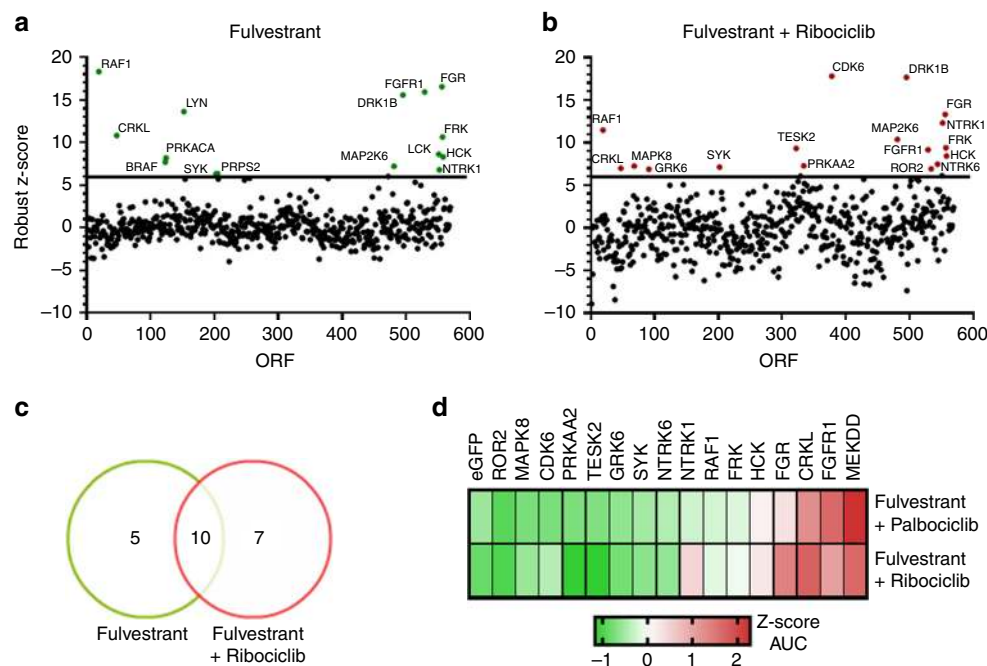 a
Fulvestrant
Robust z-score
20
15
10
5
0
−5
−10
RAF1
FGR
FGFR1
DRK1B
LYN
CRKL
FRK
PRKACA
LCK
HCK
BRAF
SYK
PRPS2
MAP2K6
NTRK1
0
100
200
300
400
500
600
ORF
b
Fulvestrant + Ribociclib
20
15
10
5
0
−5
−10
CDK6
DRK1B
FGR
RAF1
NTRK1
MAP2K6
TESK2
FRK
FGFR1
HCK
CRKL
MAPK8
GRK6
SYK
PRKAA2
ROR2
NTRK6
0
100
200
300
400
500
600
ORF
c
5
10
7
Fulvestrant
Fulvestrant
+ Ribociclib
d
eGFP
ROR2
MAPK8
CDK6
PRKAA2
TESK2
GRK6
SYK
NTRK6
NTRK1
RAF1
FRK
HCK
FGR
CRKL
FGFR1
MEKDD
Fulvestrant
+ Palbociclib
Fulvestrant
+ Ribociclib
Z-score
AUC
−1
0
1
2